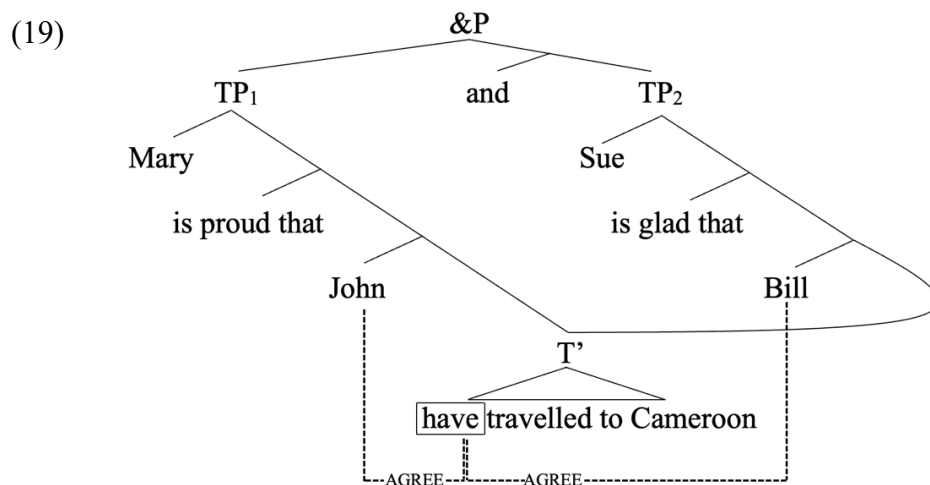 (19)
&P
TP₁ and TP₂
Mary Sue
is proud that is glad that
John Bill
T’
have travelled to Cameroon
AGREE AGREE